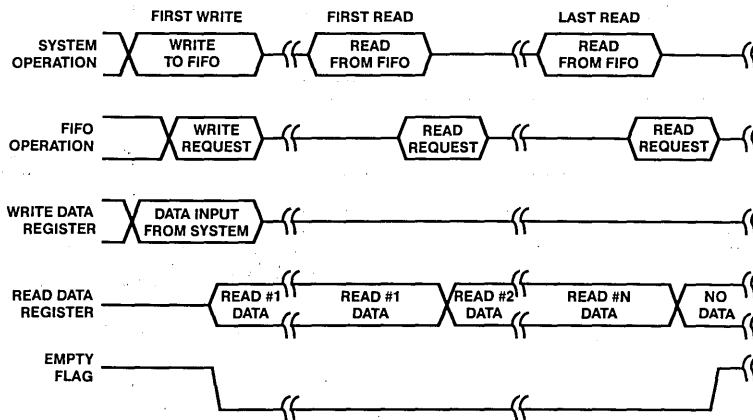 FIRST WRITE
FIRST READ
LAST READ
SYSTEM
OPERATION
WRITE
TO FIFO
READ
FROM FIFO
READ
FROM FIFO
FIFO
OPERATION
WRITE
REQUEST
READ
REQUEST
READ
REQUEST
WRITE DATA
REGISTER
DATA INPUT
FROM SYSTEM
READ DATA
REGISTER
READ #1
DATA
READ #1
DATA
READ #2
DATA
READ #N
DATA
NO
DATA
EMPTY
FLAG